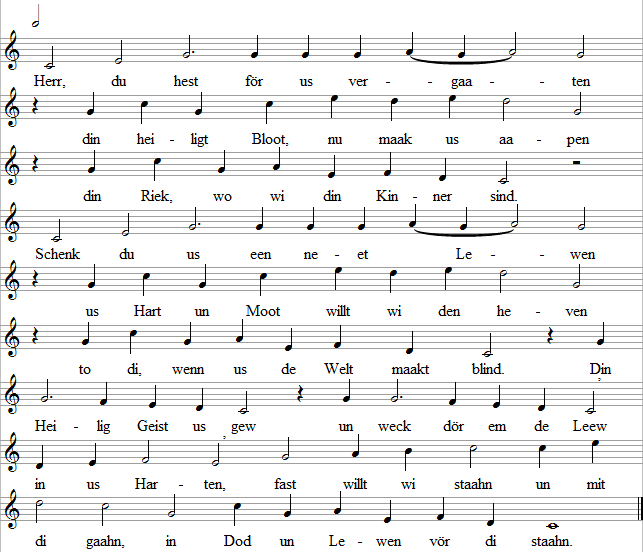 Herr, du hest för us ver - - gaa - - ten
din hei - ligt Bloot, nu maak us aa - pen
din Riek, wo wi din Kin - ner sind.
Schenk du us een ne - et Le - - wen
us Hart un Moot willt wi den he - ven
to di, wenn us de Welt maakt blind. Din
Hei - lig Geist us gew un weck dör em de Leew
in us Har - ten, fast willt wi staahn un mit
di gaahn, in Dod un Le - wen vör di staahn.